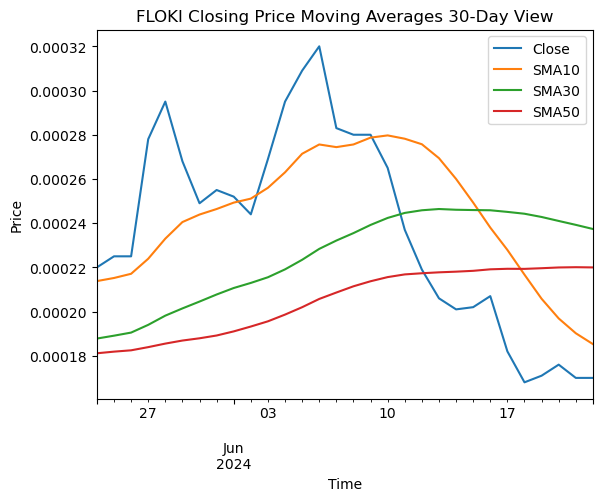 FLOKI Closing Price Moving Averages 30-Day View
Close
SMA10
SMA30
SMA50
0.00032
0.00030
0.00028
0.00026
0.00024
0.00022
0.00020
0.00018
Price
27
03
10
17
Jun
2024
Time